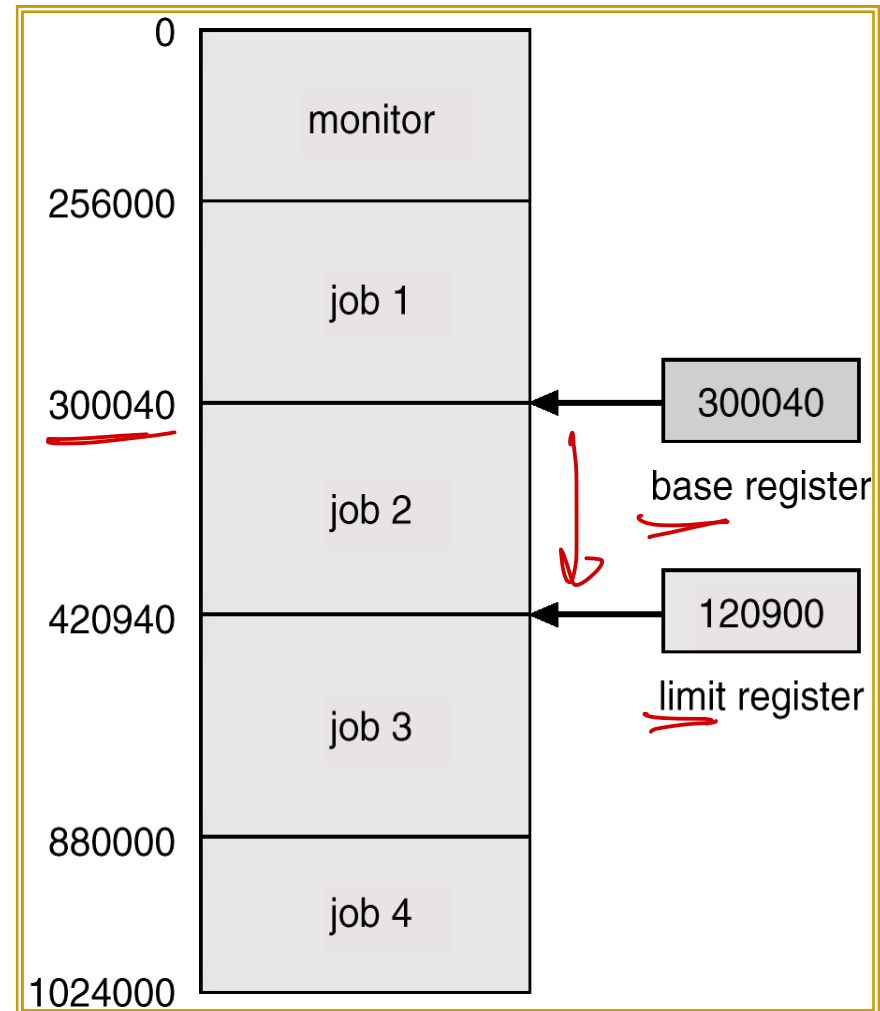 0
monitor
256000
job 1
300040
300040
base register
job 2
120900
420940
limit register
job 3
880000
job 4
1024000